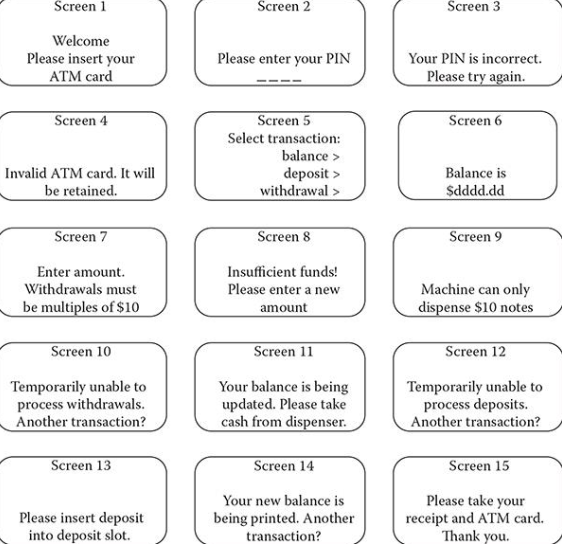 Screen 1
Welcome
Please insert your
ATM card
Screen 2
Please enter your PIN
_ _ _ _
Screen 3
Your PIN is incorrect.
Please try again.
Screen 4
Invalid ATM card. It will
be retained.
Screen 5
Select transaction:
balance >
deposit >
withdrawal >
Screen 6
Balance is
$dddd.dd
Screen 7
Enter amount.
Withdrawals must
be multiples of $10
Screen 8
Insufficient funds!
Please enter a new
amount
Screen 9
Machine can only
dispense $10 notes
Screen 10
Temporarily unable to
process withdrawals.
Another transaction?
Screen 11
Your balance is being
updated. Please take
cash from dispenser.
Screen 12
Temporarily unable to
process deposits.
Another transaction?
Screen 13
Please insert deposit
into deposit slot.
Screen 14
Your new balance is
being printed. Another
transaction?
Screen 15
Please take your
receipt and ATM card.
Thank you.